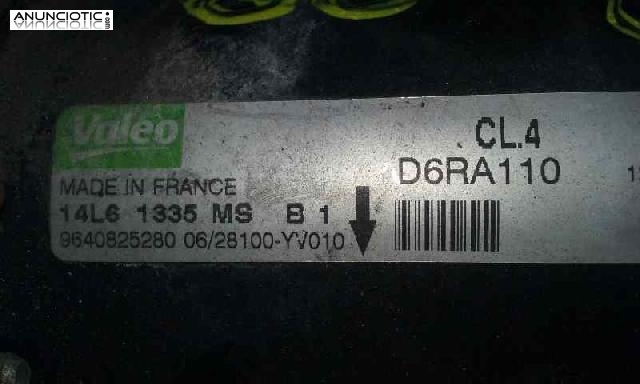 ANUNCIOTIC.com
Valeo
CL.4
D6RA110
MADE IN FRANCE
14L6 1335 MS B 1
9640825280 06/28100-YV010